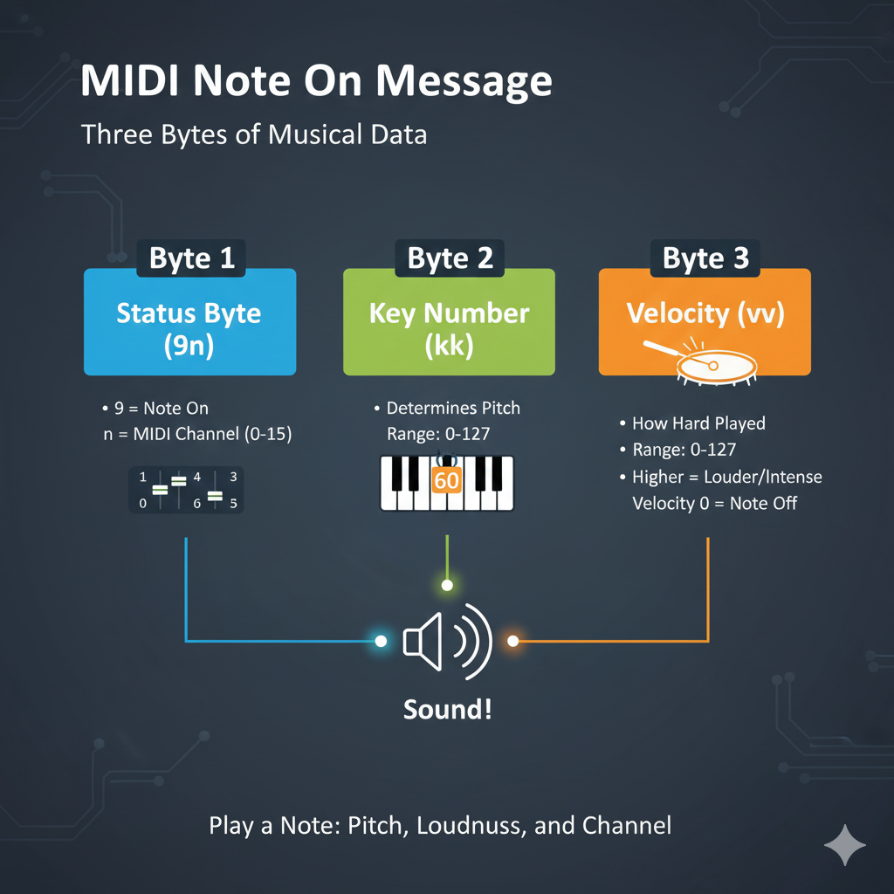 MIDI Note On Message
Three Bytes of Musical Data
Byte 1
Status Byte
(9n)
• 9 = Note On
n = MIDI Channel (0-15)
1 4 3
0 6 5
Byte 2
Key Number
(kk)
• Determines Pitch
Range: 0-127
60
Byte 3
Velocity (vv)
• How Hard Played
• Range: 0-127
• Higher = Louder/Intense
Velocity 0 = Note Off
Sound!
Play a Note: Pitch, Loudnuss, and Channel